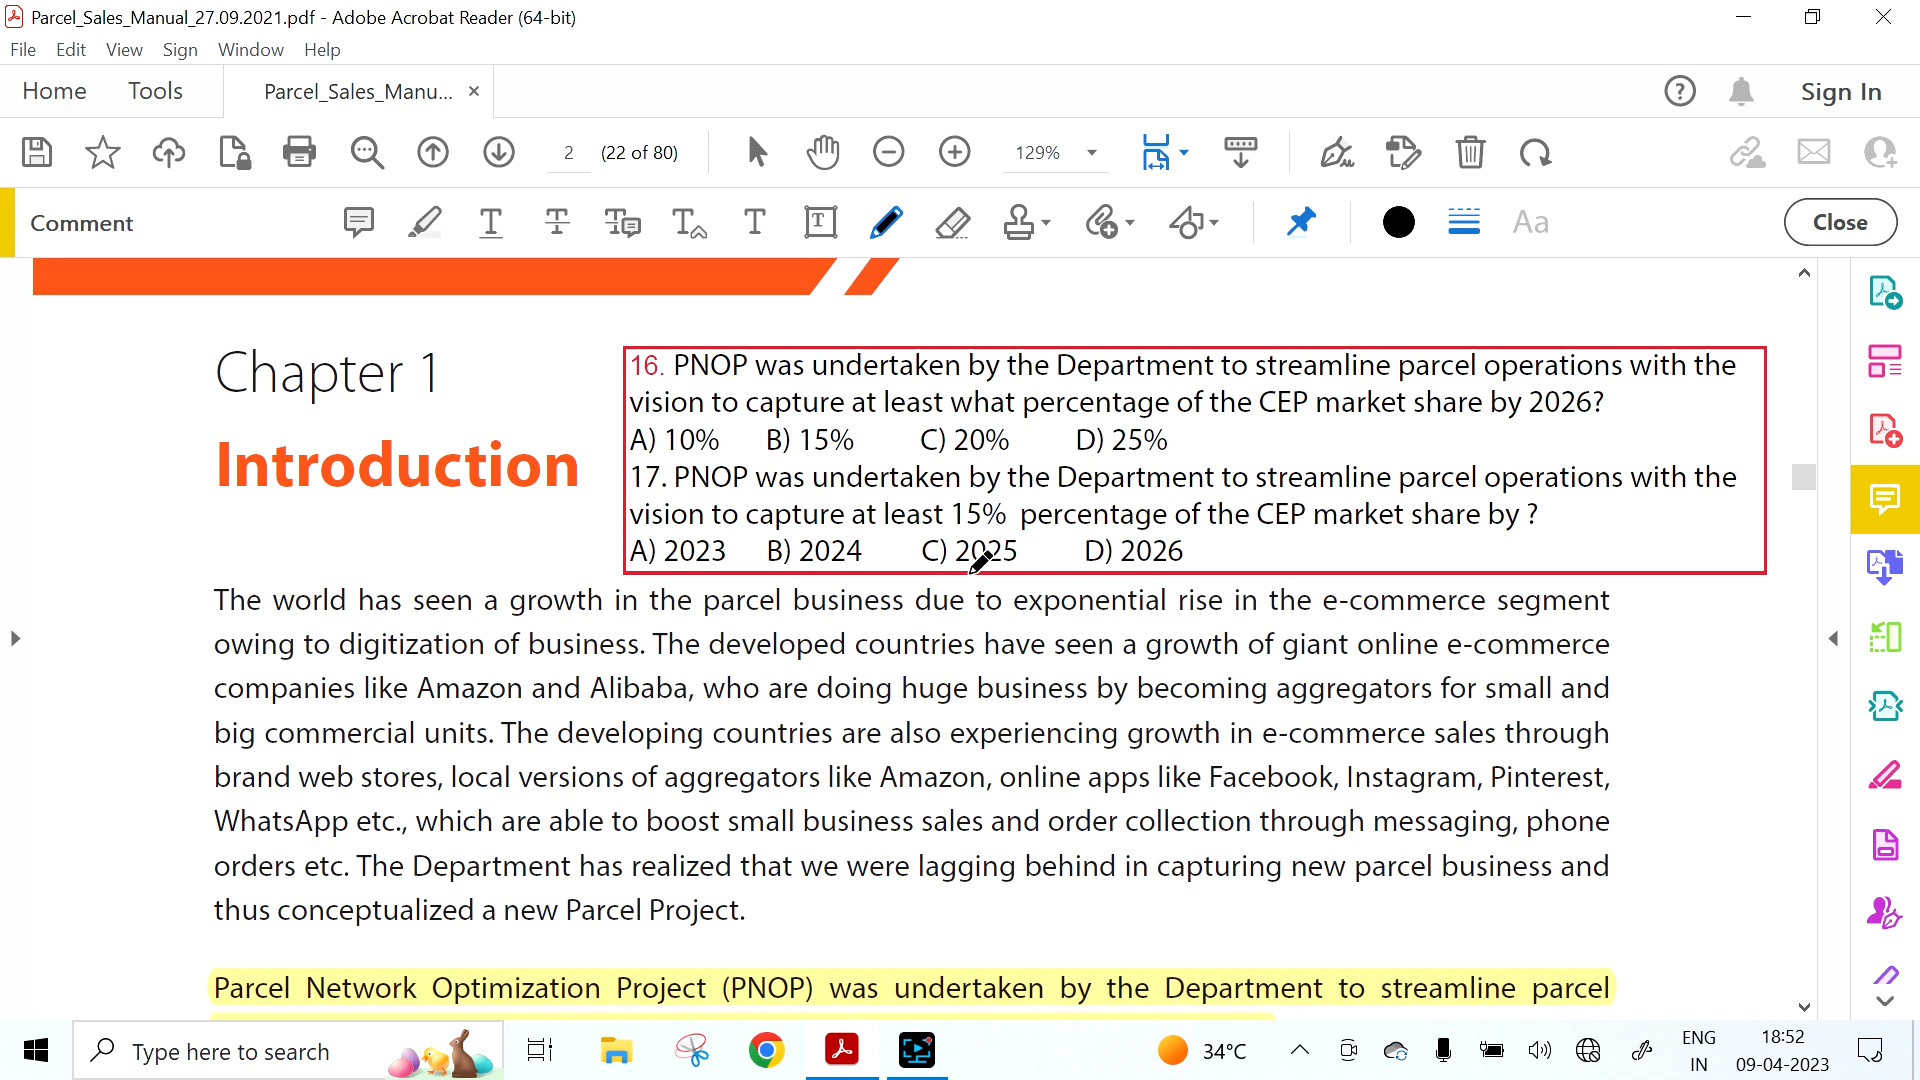 Parcel_Sales_Manual_27.09.2021.pdf - Adobe Acrobat Reader (64-bit)
File Edit View Sign Window Help
Home Tools Parcel_Sales_Manu... × Sign In
2 (22 of 80) 129%
Comment Aa Close
Chapter 1
Introduction
16. PNOP was undertaken by the Department to streamline parcel operations with the
vision to capture at least what percentage of the CEP market share by 2026?
A) 10% B) 15% C) 20% D) 25%
17. PNOP was undertaken by the Department to streamline parcel operations with the
vision to capture at least 15% percentage of the CEP market share by ?
A) 2023 B) 2024 C) 2025 D) 2026
The world has seen a growth in the parcel business due to exponential rise in the e-commerce segment
owing to digitization of business. The developed countries have seen a growth of giant online e-commerce
companies like Amazon and Alibaba, who are doing huge business by becoming aggregators for small and
big commercial units. The developing countries are also experiencing growth in e-commerce sales through
brand web stores, local versions of aggregators like Amazon, online apps like Facebook, Instagram, Pinterest,
WhatsApp etc., which are able to boost small business sales and order collection through messaging, phone
orders etc. The Department has realized that we were lagging behind in capturing new parcel business and
thus conceptualized a new Parcel Project.
Parcel Network Optimization Project (PNOP) was undertaken by the Department to streamline parcel
Type here to search 34°C ENG 18:52
IN 09-04-2023